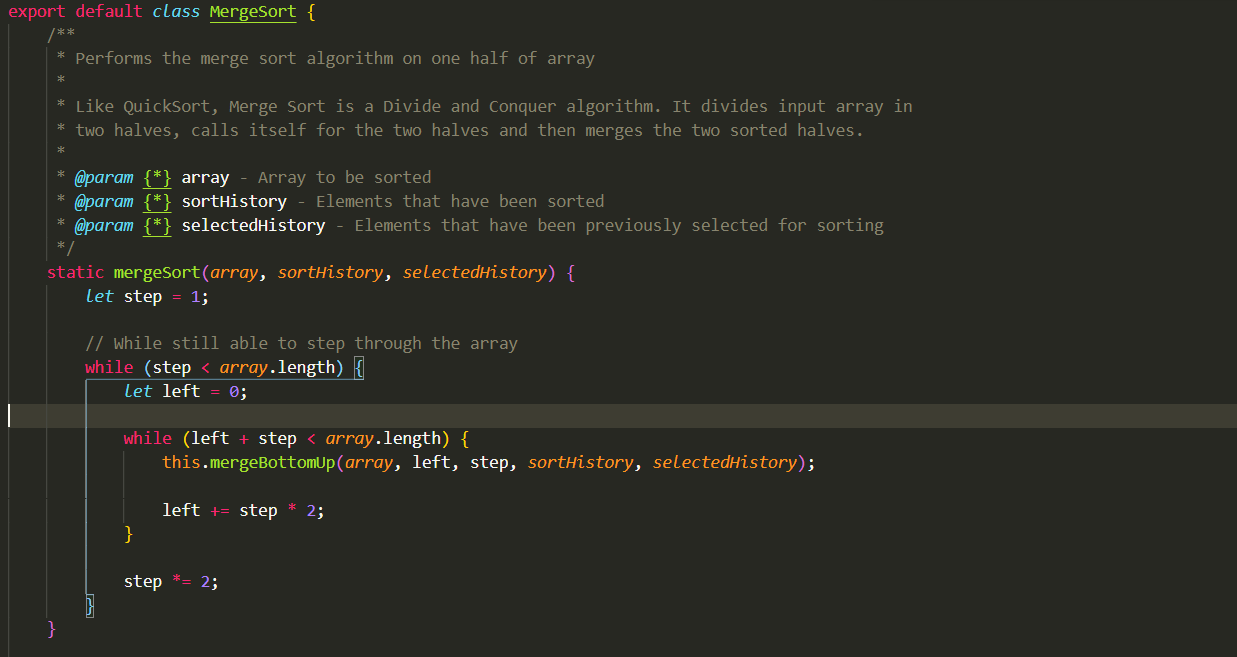 export default class MergeSort {
/**
* Performs the merge sort algorithm on one half of array
*
* Like QuickSort, Merge Sort is a Divide and Conquer algorithm. It divides input array in
* two halves, calls itself for the two halves and then merges the two sorted halves.
*
* @param {*} array - Array to be sorted
* @param {*} sortHistory - Elements that have been sorted
* @param {*} selectedHistory - Elements that have been previously selected for sorting
*/
static mergeSort(array, sortHistory, selectedHistory) {
let step = 1;
// While still able to step through the array
while (step < array.length) {
let left = 0;
while (left + step < array.length) {
this.mergeBottomUp(array, left, step, sortHistory, selectedHistory);
left += step * 2;
}
step *= 2;
}
}